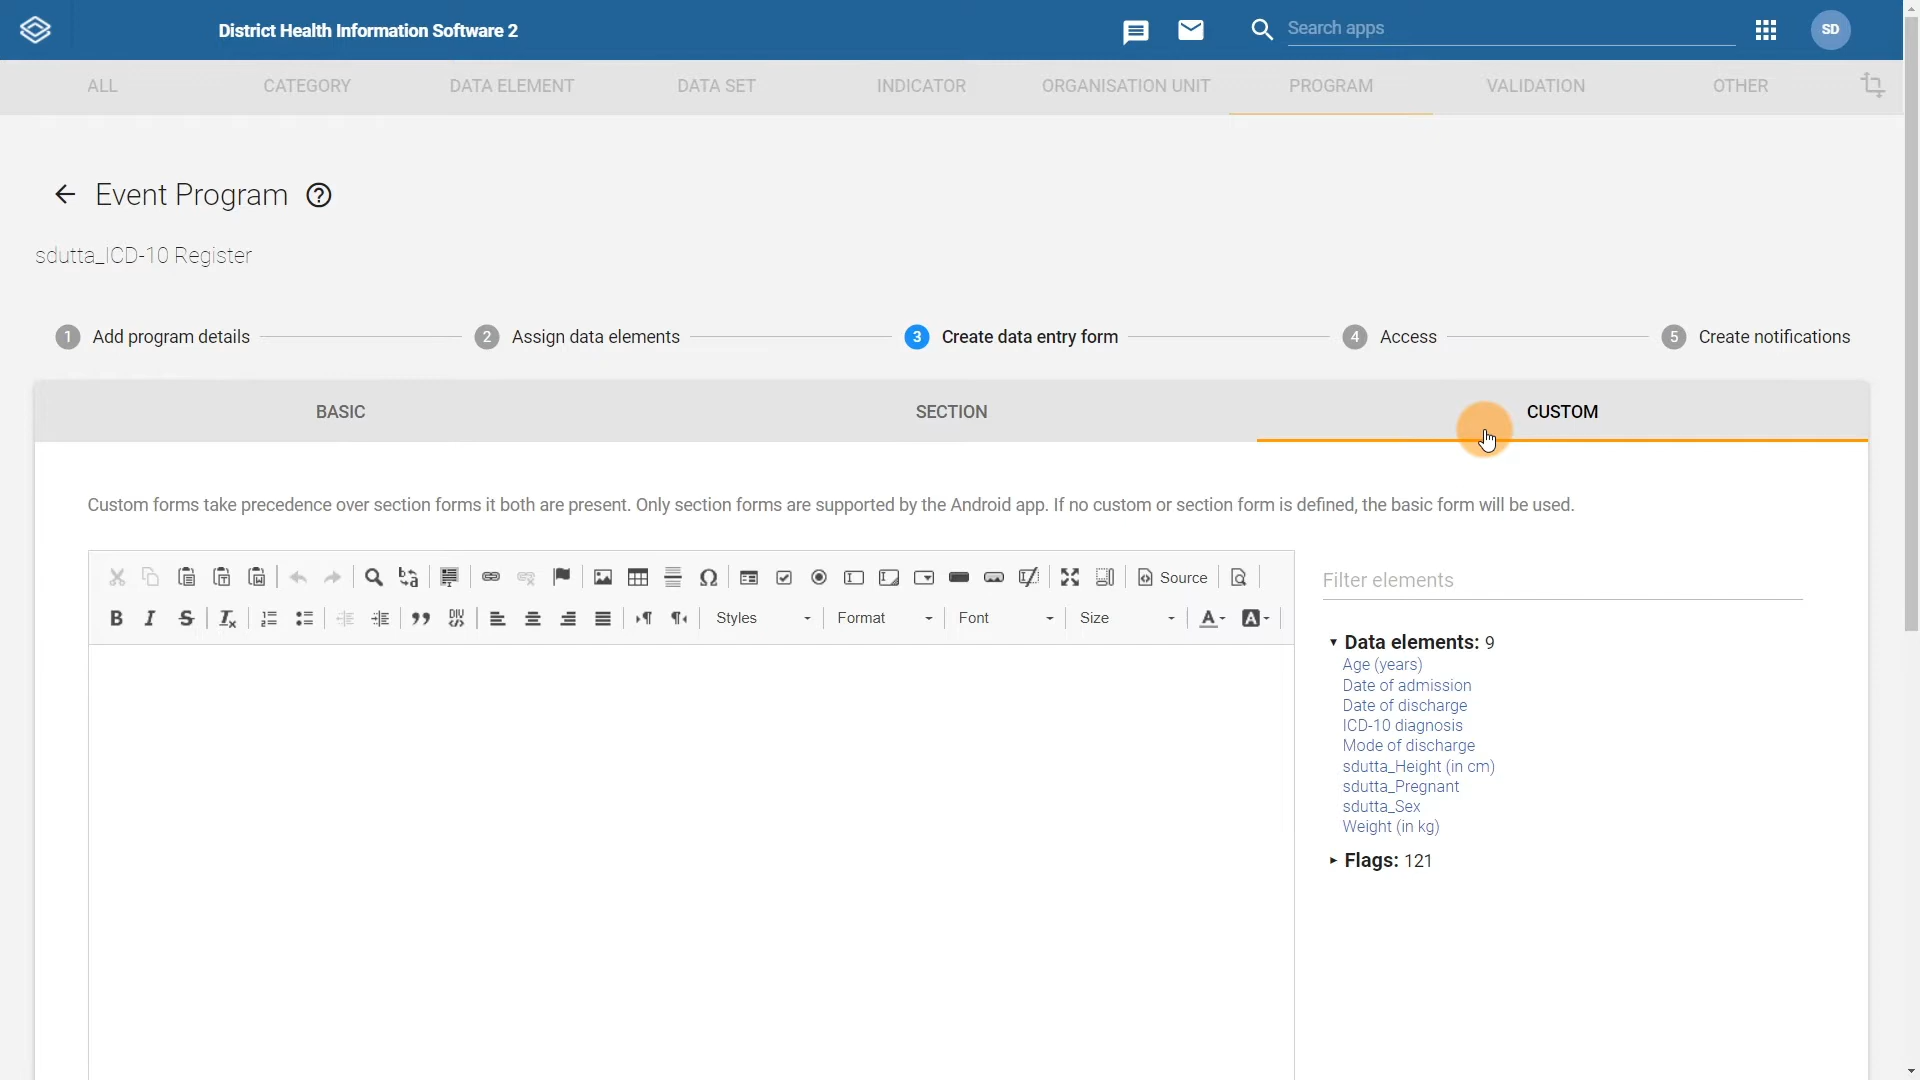 District Health Information Software 2
Search apps
SD
ALL CATEGORY DATA ELEMENT DATA SET INDICATOR ORGANISATION UNIT PROGRAM VALIDATION OTHER
Event Program
sdutta_ICD-10 Register
1 Add program details 2 Assign data elements 3 Create data entry form 4 Access 5 Create notifications
BASIC SECTION CUSTOM
Custom forms take precedence over section forms it both are present. Only section forms are supported by the Android app. If no custom or section form is defined, the basic form will be used.
Source
Styles Format Font Size
Filter elements
Data elements: 9
Age (years)
Date of admission
Date of discharge
ICD-10 diagnosis
Mode of discharge
sdutta_Height (in cm)
sdutta_Pregnant
sdutta_Sex
Weight (in kg)
Flags: 121